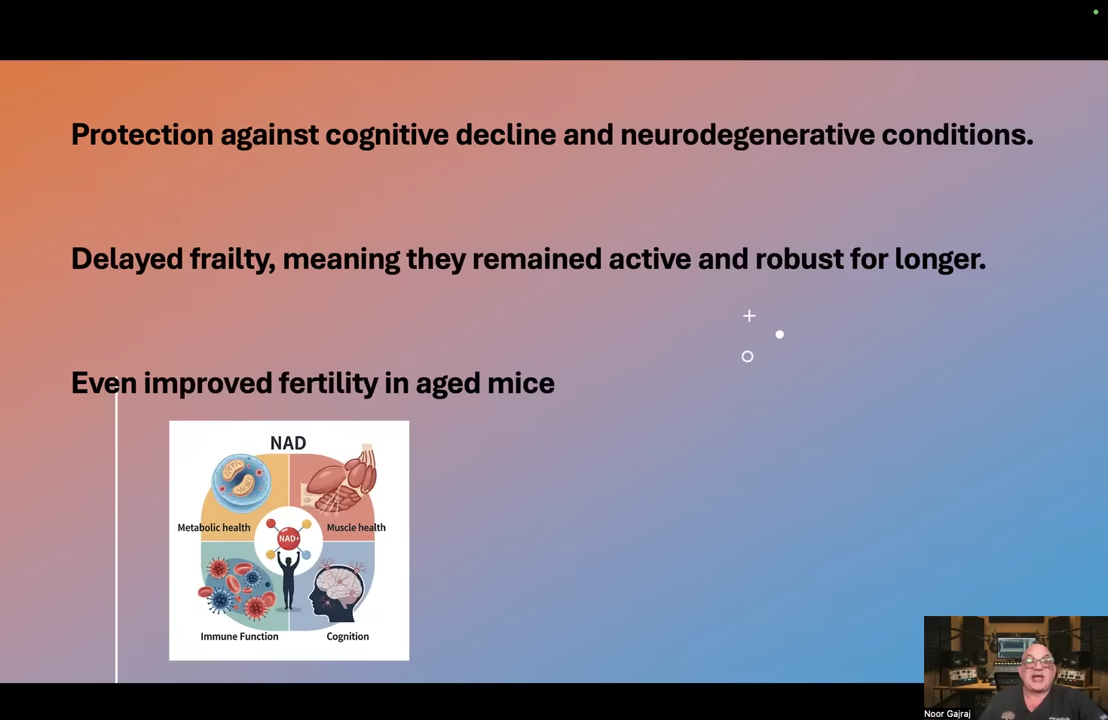 Protection against cognitive decline and neurodegenerative conditions.
Delayed frailty, meaning they remained active and robust for longer.
Even improved fertility in aged mice
NAD
Metabolic health
Muscle health
NAD+
Immune Function
Cognition
Noor Gajraj